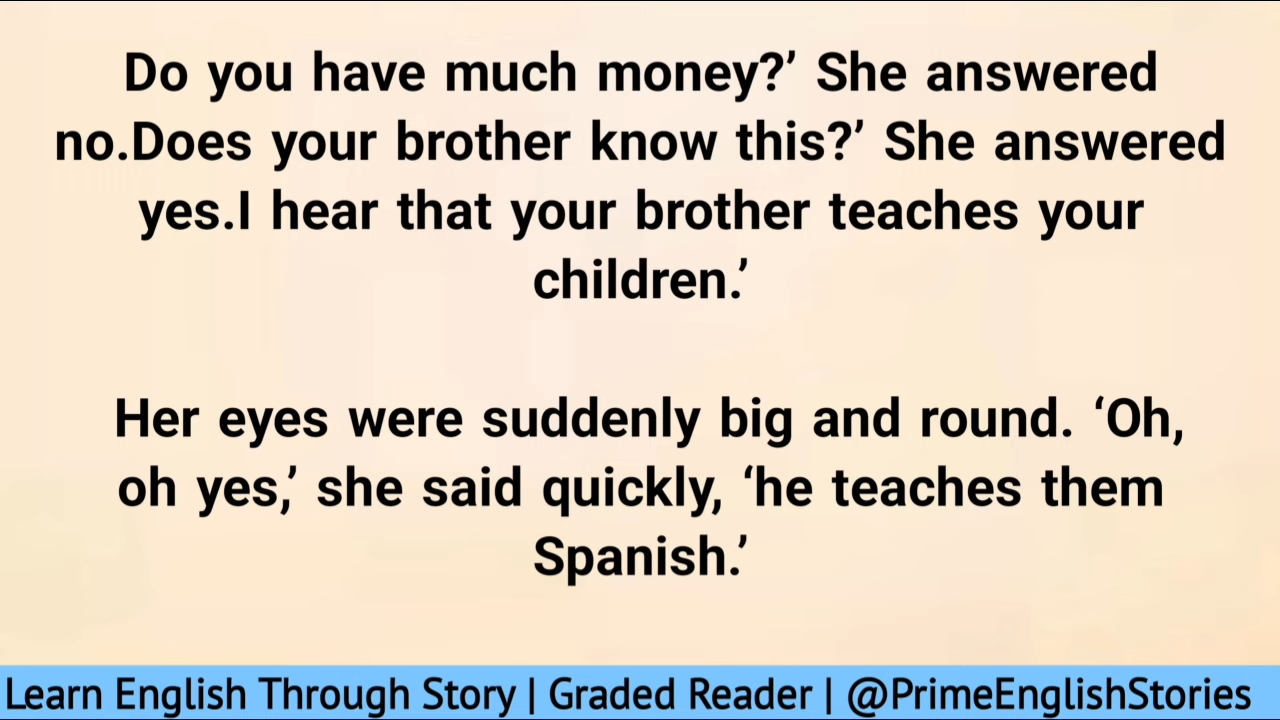 Do you have much money?’ She answered
no.Does your brother know this?’ She answered
yes.I hear that your brother teaches your
children.’
Her eyes were suddenly big and round. ‘Oh,
oh yes,’ she said quickly, ‘he teaches them
Spanish.’
Learn English Through Story | Graded Reader | @PrimeEnglishStories